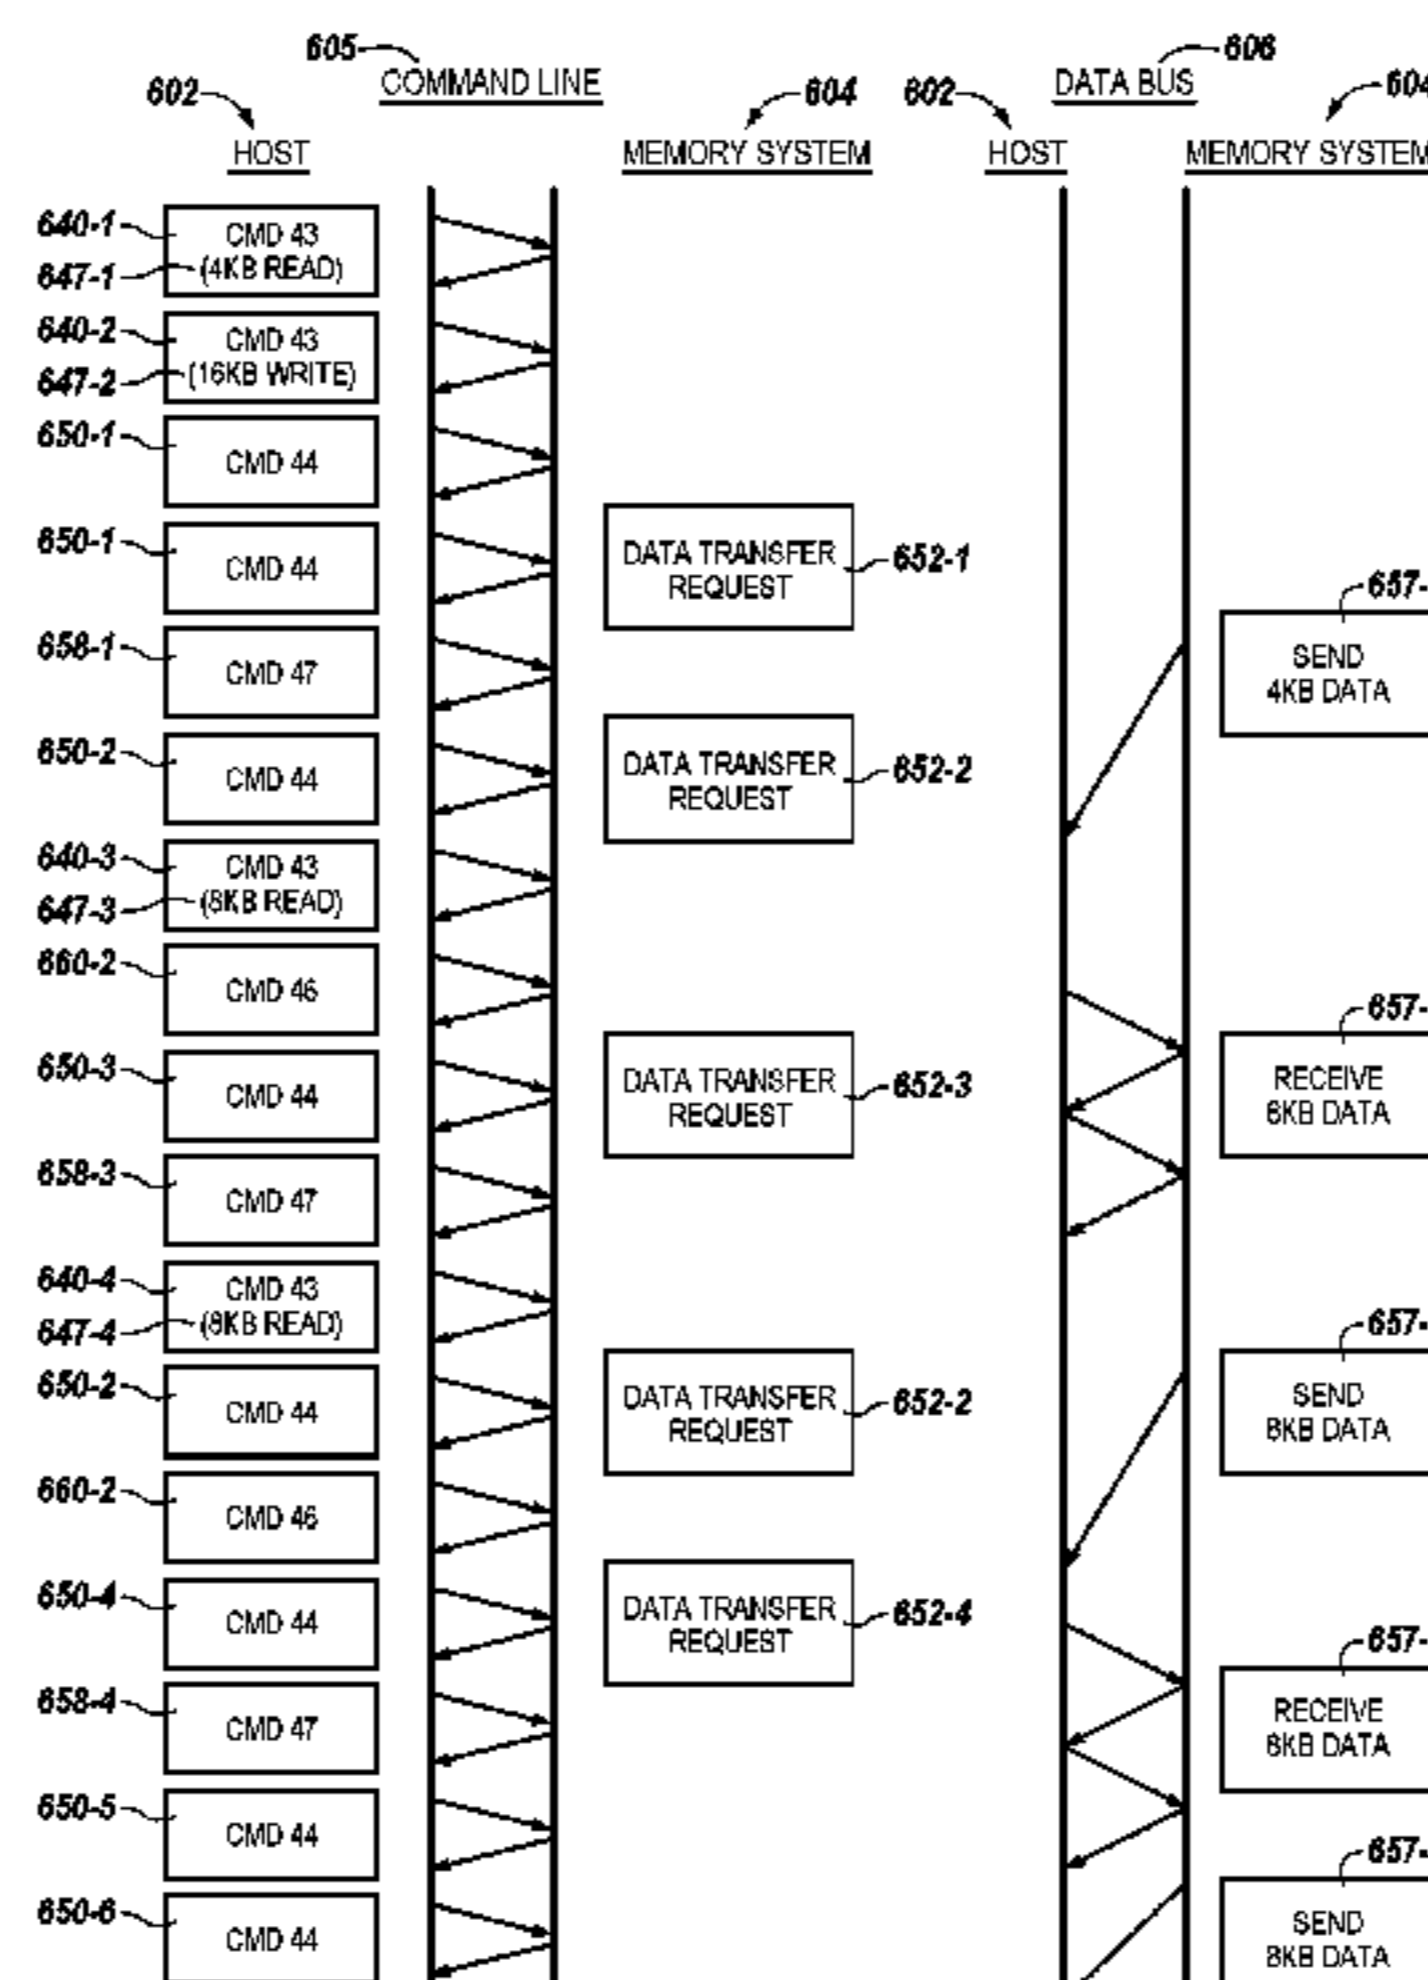 605
COMMAND LINE
606
DATA BUS
602
604
602
604
HOST
MEMORY SYSTEM
HOST
MEMORY SYSTEM
640-1
CMD 43
647-1
(4KB READ)
640-2
CMD 43
647-2
(16KB WRITE)
650-1
CMD 44
650-1
CMD 44
DATA TRANSFER
REQUEST
652-1
657-
SEND
4KB DATA
658-1
CMD 47
650-2
CMD 44
DATA TRANSFER
REQUEST
652-2
640-3
CMD 43
647-3
(8KB READ)
660-2
CMD 46
657-
RECEIVE
8KB DATA
650-3
CMD 44
DATA TRANSFER
REQUEST
652-3
658-3
CMD 47
640-4
CMD 43
647-4
(8KB READ)
657-
SEND
8KB DATA
650-2
CMD 44
DATA TRANSFER
REQUEST
652-2
660-2
CMD 46
650-4
CMD 44
DATA TRANSFER
REQUEST
652-4
657-
RECEIVE
8KB DATA
658-4
CMD 47
650-5
CMD 44
657-
SEND
8KB DATA
650-6
CMD 44